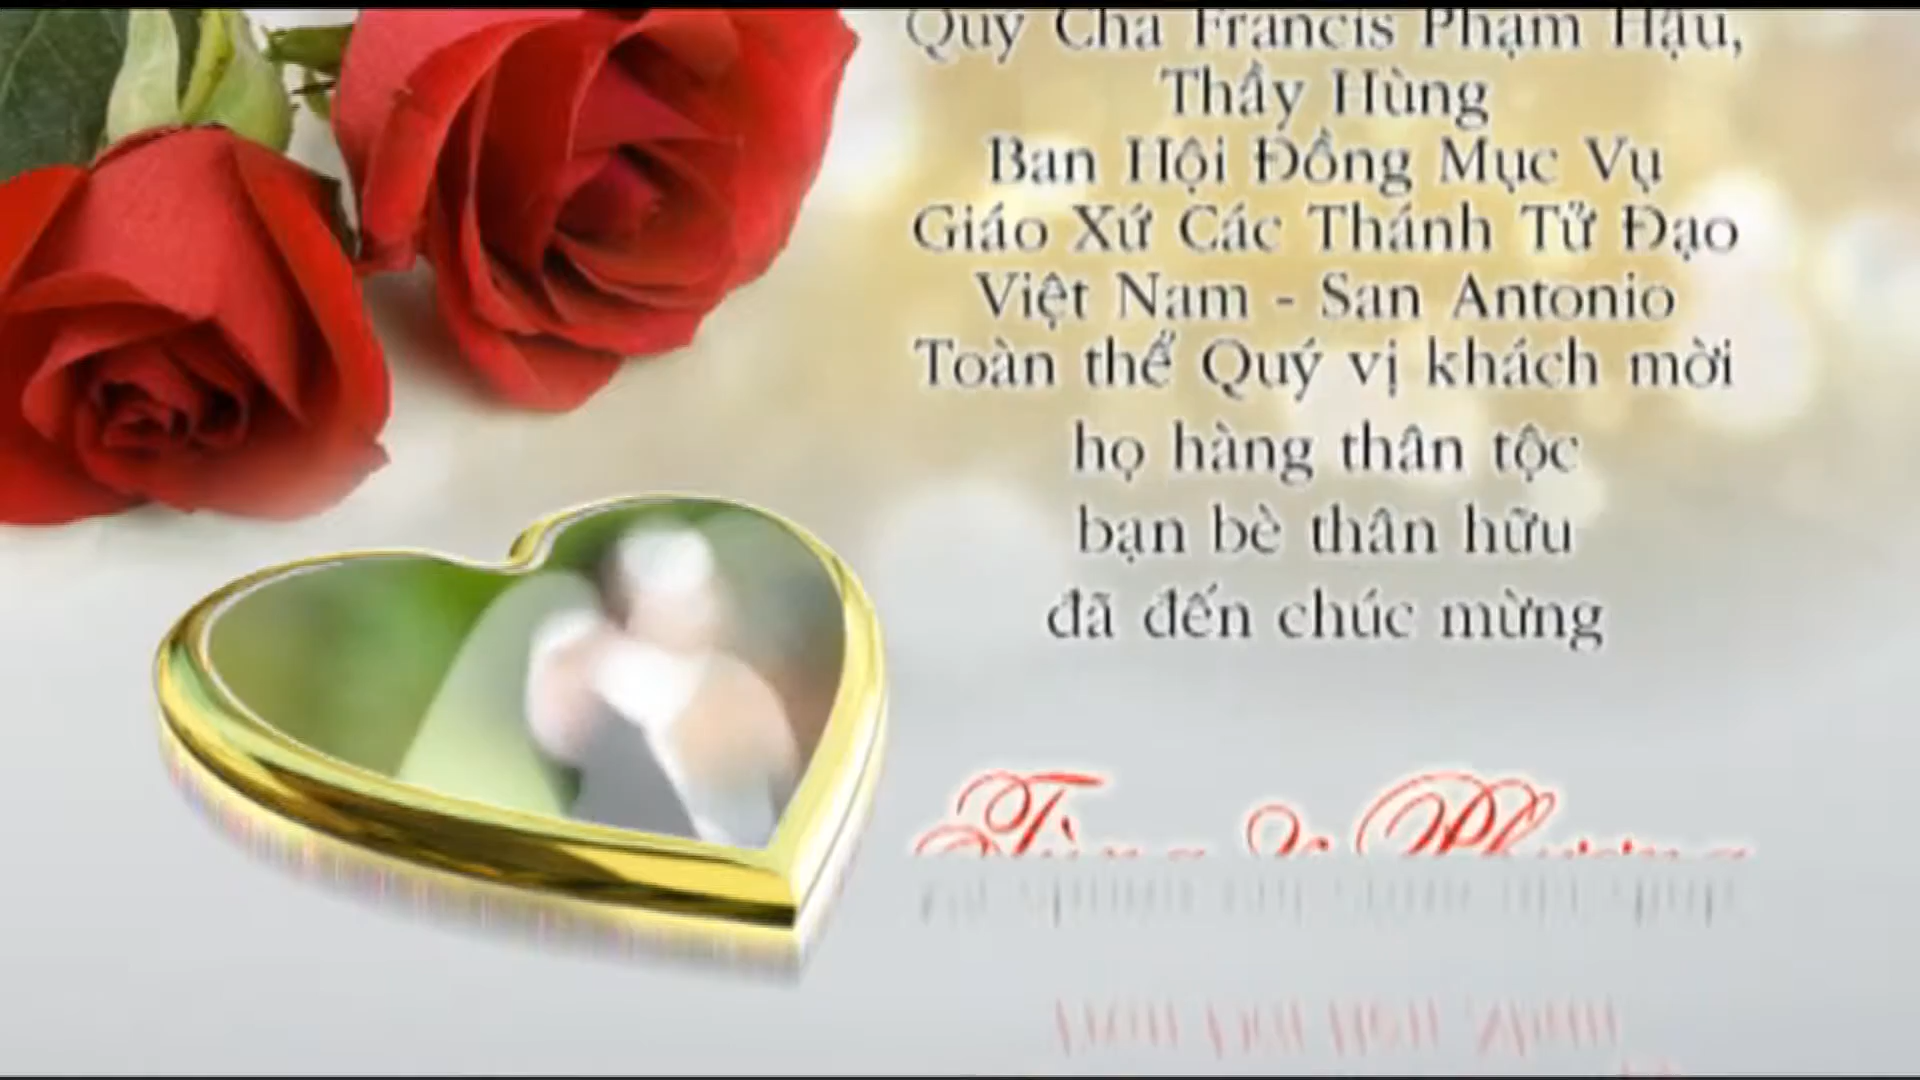 Quý Cha Francis Phạm Hậu,
Thầy Hùng
Ban Hội Đồng Mục Vụ
Giáo Xứ Các Thánh Tử Đạo
Việt Nam - San Antonio
Toàn thể Quý vị khách mời
họ hàng thân tộc
bạn bè thân hữu
đã đến chúc mừng
Tùng & Phương